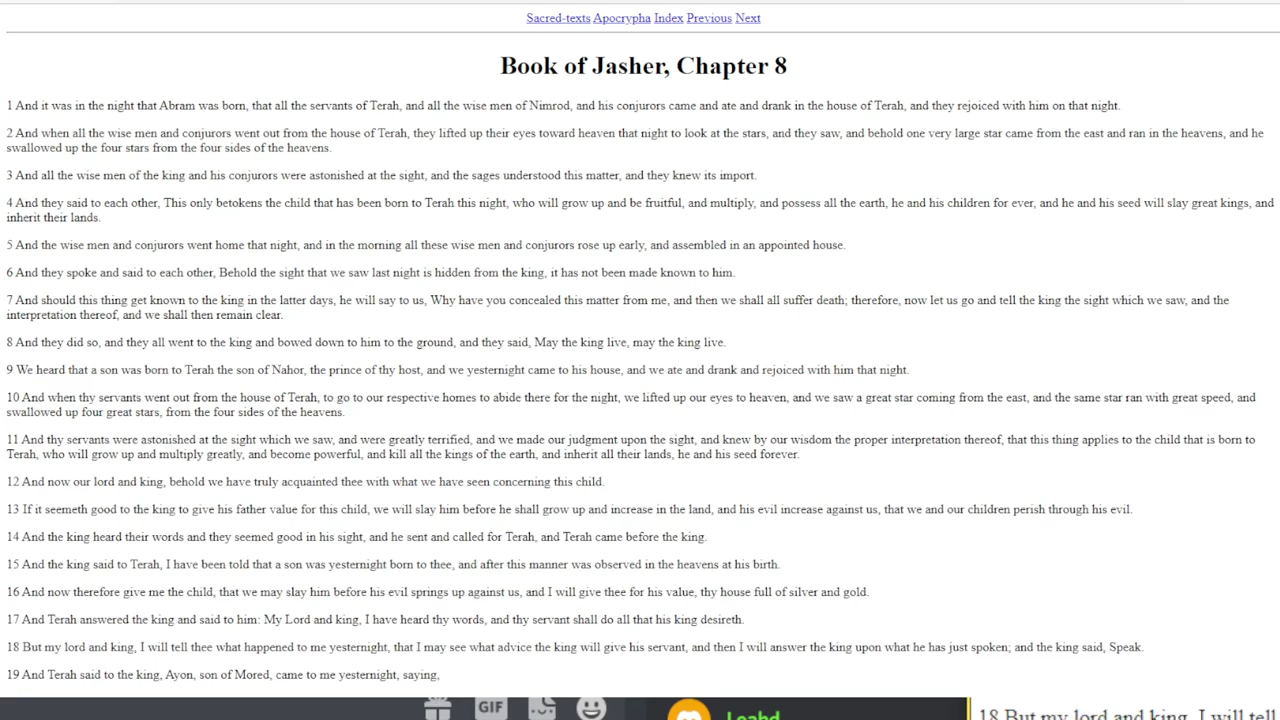 Sacred-texts Apocrypha Index Previous Next
Book of Jasher, Chapter 8
1 And it was in the night that Abram was born, that all the servants of Terah, and all the wise men of Nimrod, and his conjurors came and ate and drank in the house of Terah, and they rejoiced with him on that night.
2 And when all the wise men and conjurors went out from the house of Terah, they lifted up their eyes toward heaven that night to look at the stars, and they saw, and behold one very large star came from the east and ran in the heavens, and he
swallowed up the four stars from the four sides of the heavens.
3 And all the wise men of the king and his conjurors were astonished at the sight, and the sages understood this matter, and they knew its import.
4 And they said to each other, This only betokens the child that has been born to Terah this night, who will grow up and be fruitful, and multiply, and possess all the earth, he and his children for ever, and he and his seed will slay great kings, and
inherit their lands.
5 And the wise men and conjurors went home that night, and in the morning all these wise men and conjurors rose up early, and assembled in an appointed house.
6 And they spoke and said to each other, Behold the sight that we saw last night is hidden from the king, it has not been made known to him.
7 And should this thing get known to the king in the latter days, he will say to us, Why have you concealed this matter from me, and then we shall all suffer death; therefore, now let us go and tell the king the sight which we saw, and the
interpretation thereof, and we shall then remain clear.
8 And they did so, and they all went to the king and bowed down to him to the ground, and they said, May the king live, may the king live.
9 We heard that a son was born to Terah the son of Nahor, the prince of thy host, and we yesternight came to his house, and we ate and drank and rejoiced with him that night.
10 And when thy servants went out from the house of Terah, to go to our respective homes to abide there for the night, we lifted up our eyes to heaven, and we saw a great star coming from the east, and the same star ran with great speed, and
swallowed up four great stars, from the four sides of the heavens.
11 And thy servants were astonished at the sight which we saw, and were greatly terrified, and we made our judgment upon the sight, and knew by our wisdom the proper interpretation thereof, that this thing applies to the child that is born to
Terah, who will grow up and multiply greatly, and become powerful, and kill all the kings of the earth, and inherit all their lands, he and his seed forever.
12 And now our lord and king, behold we have truly acquainted thee with what we have seen concerning this child.
13 If it seemeth good to the king to give his father value for this child, we will slay him before he shall grow up and increase in the land, and his evil increase against us, that we and our children perish through his evil.
14 And the king heard their words and they seemed good in his sight, and he sent and called for Terah, and Terah came before the king.
15 And the king said to Terah, I have been told that a son was yesternight born to thee, and after this manner was observed in the heavens at his birth.
16 And now therefore give me the child, that we may slay him before his evil springs up against us, and I will give thee for his value, thy house full of silver and gold.
17 And Terah answered the king and said to him: My Lord and king, I have heard thy words, and thy servant shall do all that his king desireth.
18 But my lord and king, I will tell thee what happened to me yesternight, that I may see what advice the king will give his servant, and then I will answer the king upon what he has just spoken; and the king said, Speak.
19 And Terah said to the king, Ayon, son of Mored, came to me yesternight, saying,
GIF
Leahd
18 But my lord and king, I will tell